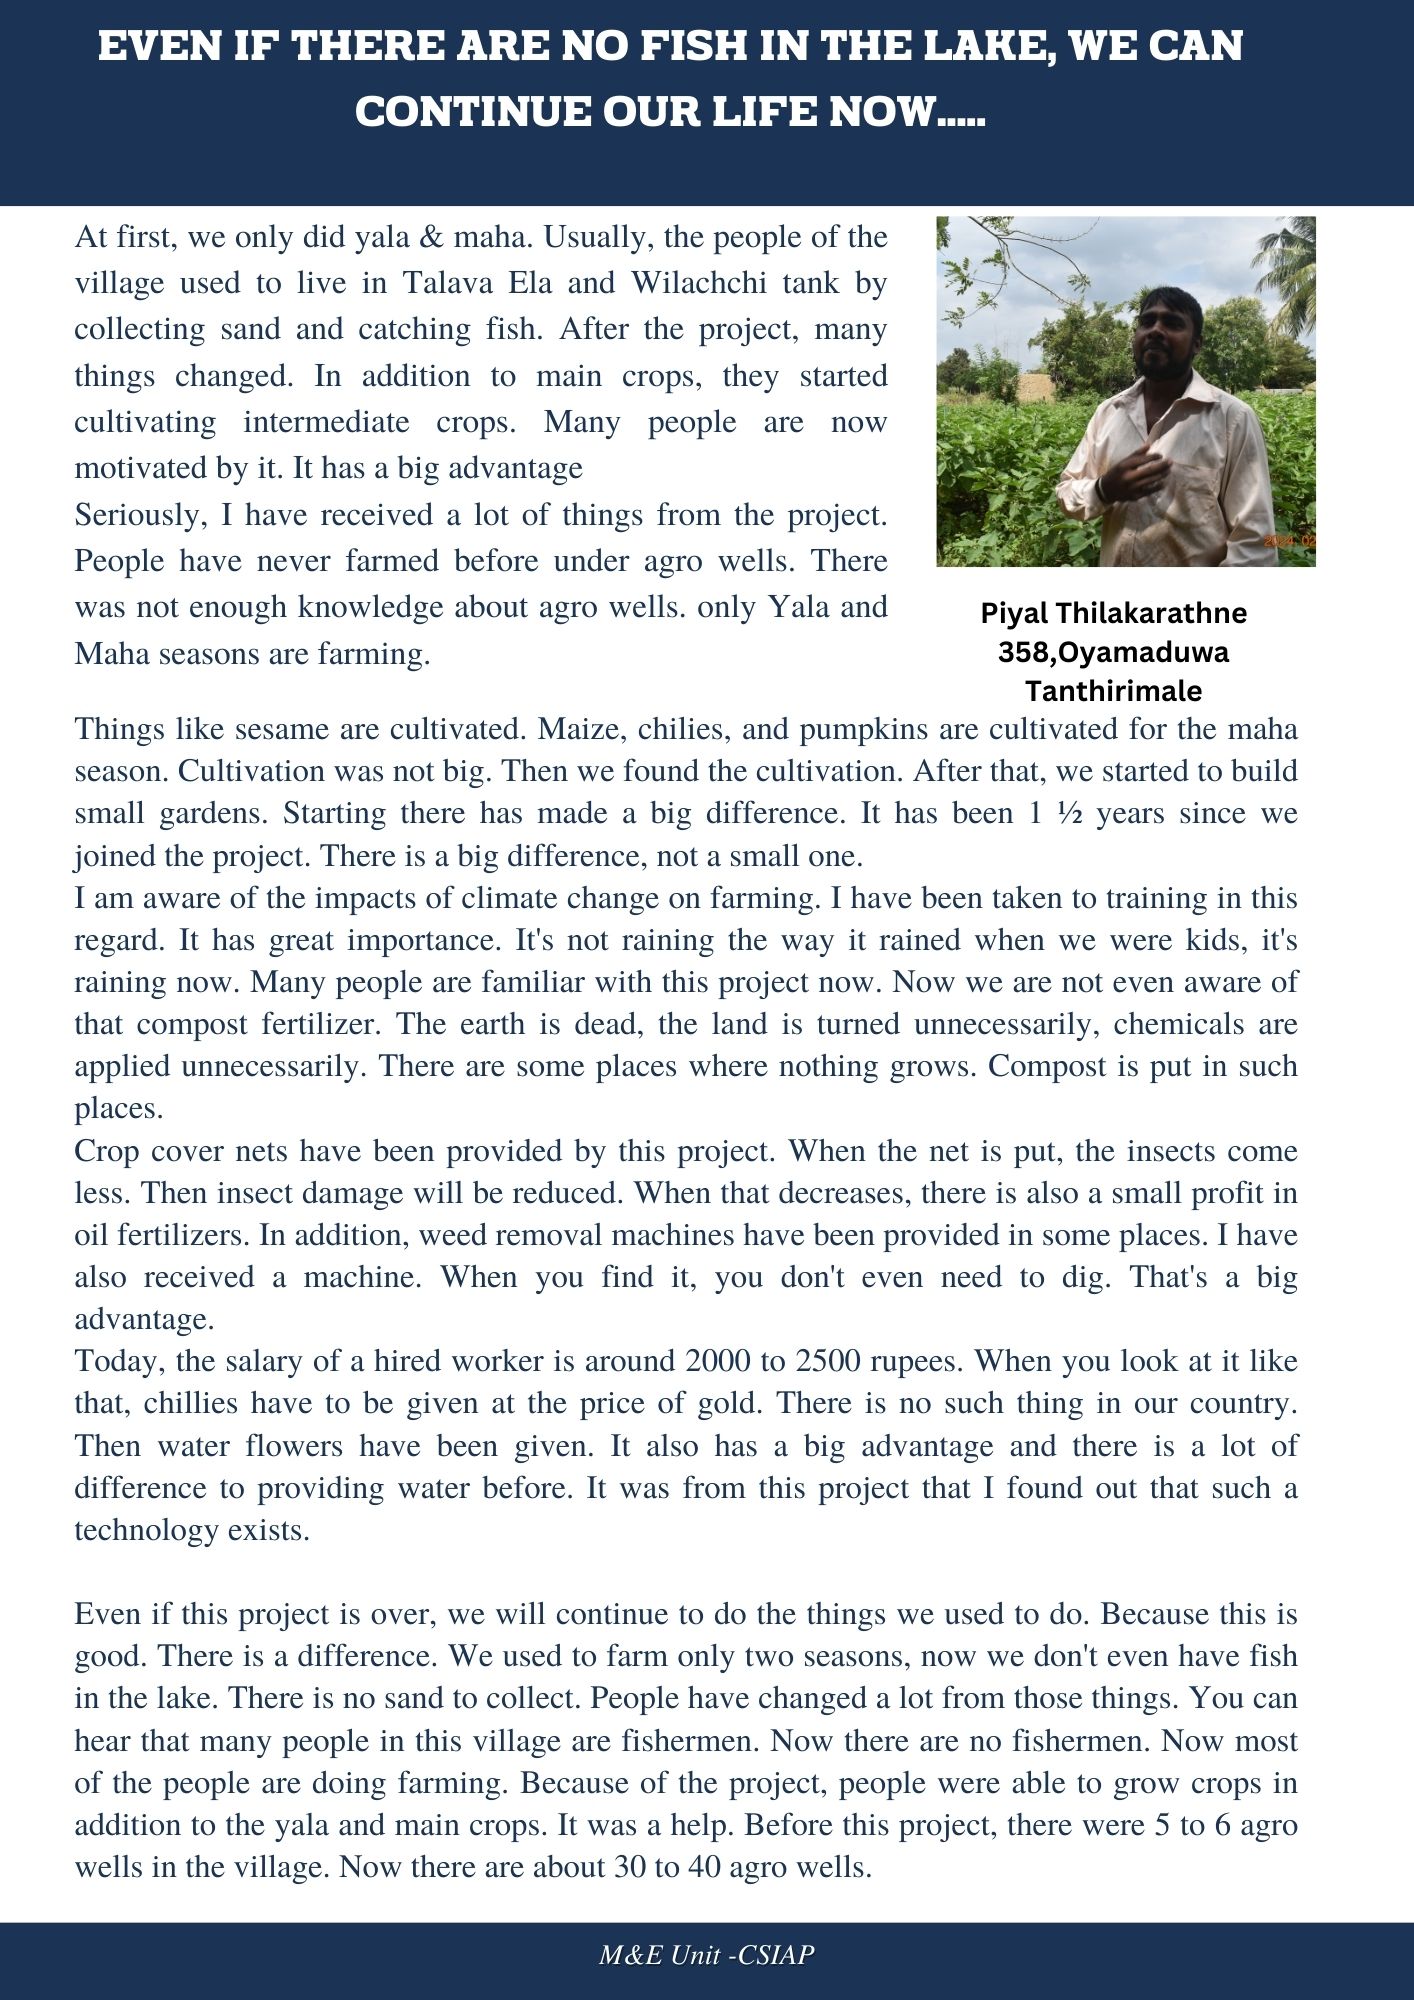 EVEN IF THERE ARE NO FISH IN THE LAKE, WE CAN
CONTINUE OUR LIFE NOW.....
At first, we only did yala & maha. Usually, the people of the
village used to live in Talava Ela and Wilachchi tank by
collecting sand and catching fish. After the project, many
things changed. In addition to main crops, they started
cultivating intermediate crops. Many people are now
motivated by it. It has a big advantage
Seriously, I have received a lot of things from the project.
People have never farmed before under agro wells. There
was not enough knowledge about agro wells. only Yala and
Maha seasons are farming.
Piyal Thilakarathne
358,Oyamaduwa
Tanthirimale
Things like sesame are cultivated. Maize, chilies, and pumpkins are cultivated for the maha
season. Cultivation was not big. Then we found the cultivation. After that, we started to build
small gardens. Starting there has made a big difference. It has been 1 ½ years since we
joined the project. There is a big difference, not a small one.
I am aware of the impacts of climate change on farming. I have been taken to training in this
regard. It has great importance. It's not raining the way it rained when we were kids, it's
raining now. Many people are familiar with this project now. Now we are not even aware of
that compost fertilizer. The earth is dead, the land is turned unnecessarily, chemicals are
applied unnecessarily. There are some places where nothing grows. Compost is put in such
places.
Crop cover nets have been provided by this project. When the net is put, the insects come
less. Then insect damage will be reduced. When that decreases, there is also a small profit in
oil fertilizers. In addition, weed removal machines have been provided in some places. I have
also received a machine. When you find it, you don't even need to dig. That's a big
advantage.
Today, the salary of a hired worker is around 2000 to 2500 rupees. When you look at it like
that, chillies have to be given at the price of gold. There is no such thing in our country.
Then water flowers have been given. It also has a big advantage and there is a lot of
difference to providing water before. It was from this project that I found out that such a
technology exists.
Even if this project is over, we will continue to do the things we used to do. Because this is
good. There is a difference. We used to farm only two seasons, now we don't even have fish
in the lake. There is no sand to collect. People have changed a lot from those things. You can
hear that many people in this village are fishermen. Now there are no fishermen. Now most
of the people are doing farming. Because of the project, people were able to grow crops in
addition to the yala and main crops. It was a help. Before this project, there were 5 to 6 agro
wells in the village. Now there are about 30 to 40 agro wells.
M&E Unit -CSIAP